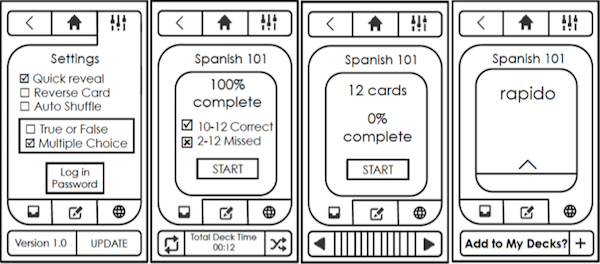 Settings
Quick reveal
Reverse Card
Auto Shuffle
True or False
Multiple Choice
Log in
Password
Version 1.0
UPDATE
Spanish 101
100%
complete
10-12 Correct
2-12 Missed
START
Total Deck Time
00:12
Spanish 101
12 cards
0%
complete
START
Spanish 101
rapido
Add to My Decks? +